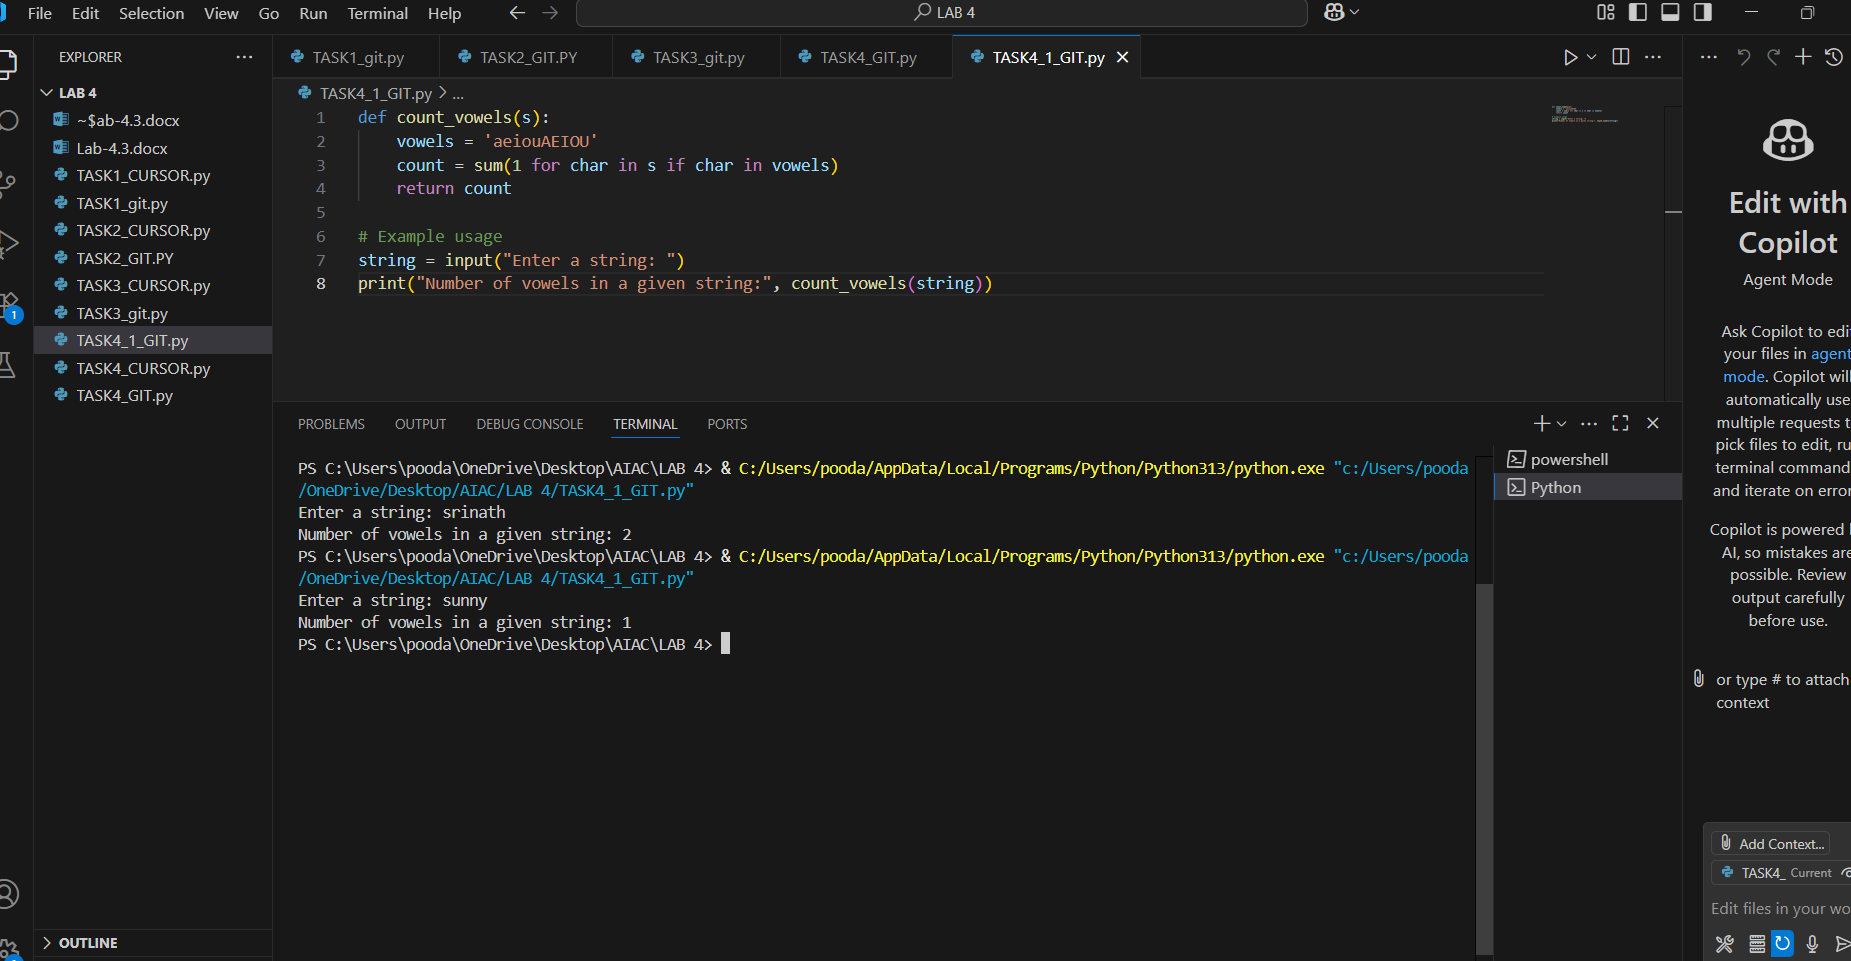 File Edit Selection View Go Run Terminal Help
LAB 4
EXPLORER
LAB 4
~$ab-4.3.docx
Lab-4.3.docx
TASK1_CURSOR.py
TASK1_git.py
TASK2_CURSOR.py
TASK2_GIT.PY
TASK3_CURSOR.py
TASK3_git.py
TASK4_1_GIT.py
TASK4_CURSOR.py
TASK4_GIT.py
1
OUTLINE
TASK1_git.py TASK2_GIT.PY TASK3_git.py TASK4_GIT.py TASK4_1_GIT.py
TASK4_1_GIT.py > ...
1 def count_vowels(s):
2     vowels = 'aeiouAEIOU'
3     count = sum(1 for char in s if char in vowels)
4     return count
5
6 # Example usage
7 string = input("Enter a string: ")
8 print("Number of vowels in a given string:", count_vowels(string))
PROBLEMS OUTPUT DEBUG CONSOLE TERMINAL PORTS
PS C:\Users\pooda\OneDrive\Desktop\AIAC\LAB 4> & C:/Users/pooda/AppData/Local/Programs/Python/Python313/python.exe "c:/Users/pooda
/OneDrive/Desktop/AIAC/LAB 4/TASK4_1_GIT.py"
Enter a string: srinath
Number of vowels in a given string: 2
PS C:\Users\pooda\OneDrive\Desktop\AIAC\LAB 4> & C:/Users/pooda/AppData/Local/Programs/Python/Python313/python.exe "c:/Users/pooda
/OneDrive/Desktop/AIAC/LAB 4/TASK4_1_GIT.py"
Enter a string: sunny
Number of vowels in a given string: 1
PS C:\Users\pooda\OneDrive\Desktop\AIAC\LAB 4>
powershell
Python
Edit with
Copilot
Agent Mode
Ask Copilot to edi
your files in agent
mode. Copilot will
automatically use
multiple requests t
pick files to edit, ru
terminal command
and iterate on error
Copilot is powered
AI, so mistakes are
possible. Review
output carefully
before use.
or type # to attach
context
Add Context...
TASK4_ Current
Edit files in your wo